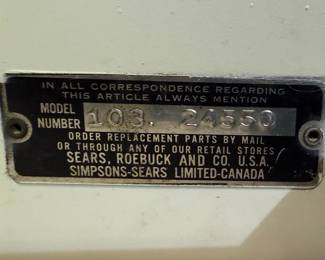 IN ALL CORRESPONDENCE REGARDING
THIS ARTICLE ALWAYS MENTION
MODEL NUMBER 103. 24550
ORDER REPLACEMENT PARTS BY MAIL
OR THROUGH ANY OF OUR RETAIL STORES
SEARS, ROEBUCK AND CO. U.S.A.
SIMPSONS-SEARS LIMITED-CANADA